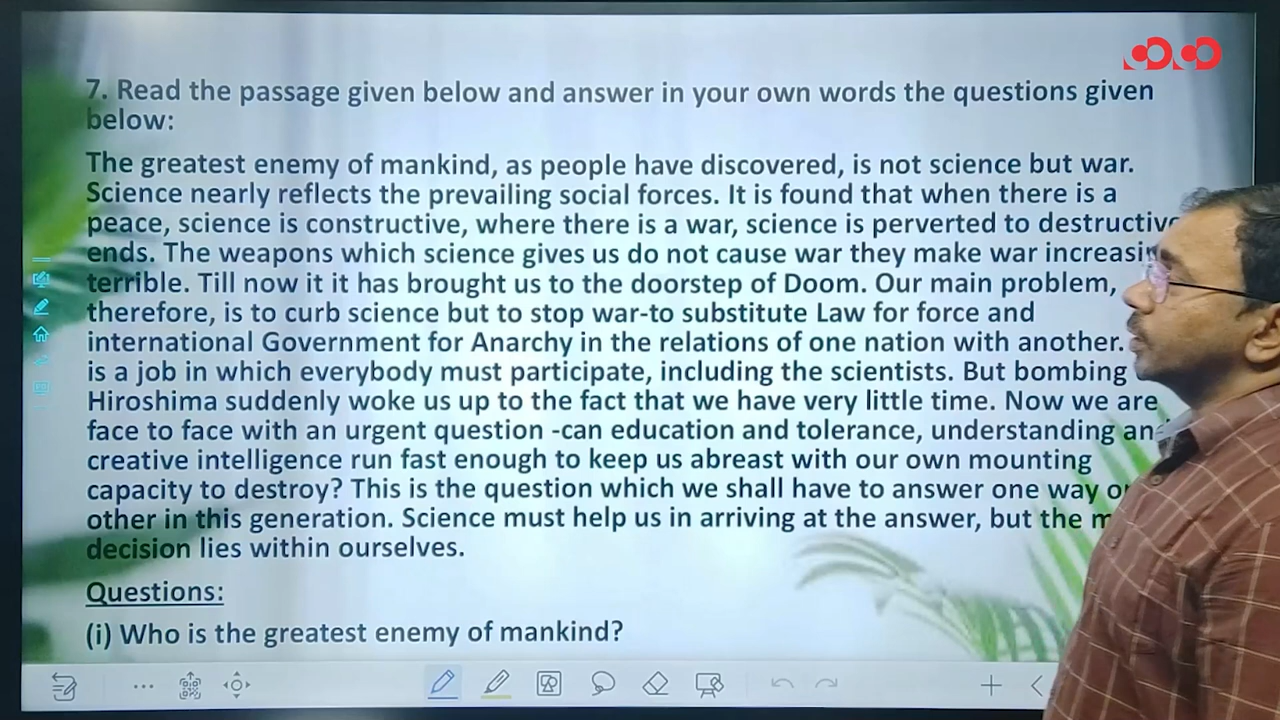 7. Read the passage given below and answer in your own words the questions given
below:
The greatest enemy of mankind, as people have discovered, is not science but war.
Science nearly reflects the prevailing social forces. It is found that when there is a
peace, science is constructive, where there is a war, science is perverted to destructive
ends. The weapons which science gives us do not cause war they make war
terrible. Till now it it has brought us to the doorstep of Doom. Our main problem,
therefore, is to curb science but to stop war-to substitute Law for force and
international Government for Anarchy in the relations of one nation with another.
is a job in which everybody must participate, including the scientists. But bombing
Hiroshima suddenly woke us up to the fact that we have very little time. Now we are
face to face with an urgent question -can education and tolerance, understanding
creative intelligence run fast enough to keep us abreast with our own mounting
capacity to destroy? This is the question which we shall have to answer one way
other in this generation. Science must help us in arriving at the answer, but the
decision lies within ourselves.
Questions:
(i) Who is the greatest enemy of mankind?